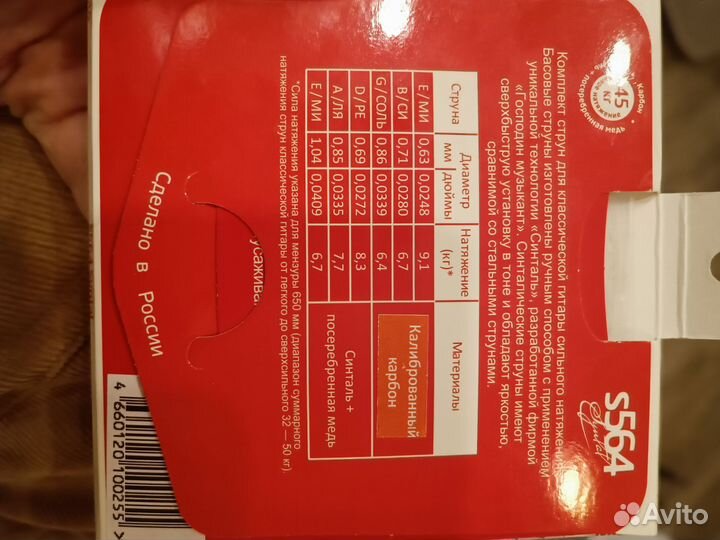 S564
Sintal
45
КГ
Карбон
посеребренная медь
Комплект струн для классической гитары сильного натяжения.
Басовые струны изготовлены ручным способом с применением
уникальной технологии «Синталь», разработанной фирмой
«Господин музыкант». Синталические струны имеют
сверхбыструю установку в тоне и обладают яркостью,
сравнимой со стальными струнами.
Струна Диаметр Натяжение (кг)* Материалы
мм дюймы
E/МИ 0,63 0,0248 9,1 Калиброванный карбон
B/СИ 0,71 0,0280 6,7
G/СОЛЬ 0,86 0,0339 6,4
D/РЕ 0,69 0,0272 8,3 Синталь + посеребренная медь
A/ЛЯ 0,85 0,0335 7,7
E/МИ 1,04 0,0409 6,7
*Сила натяжения указана для мензуры 650 мм (диапазон суммарного
натяжения струн классической гитары от легкого до сверхсильного 32 — 50 кг).
усажива
Сделано в России
4 660120 100255 >
Avito